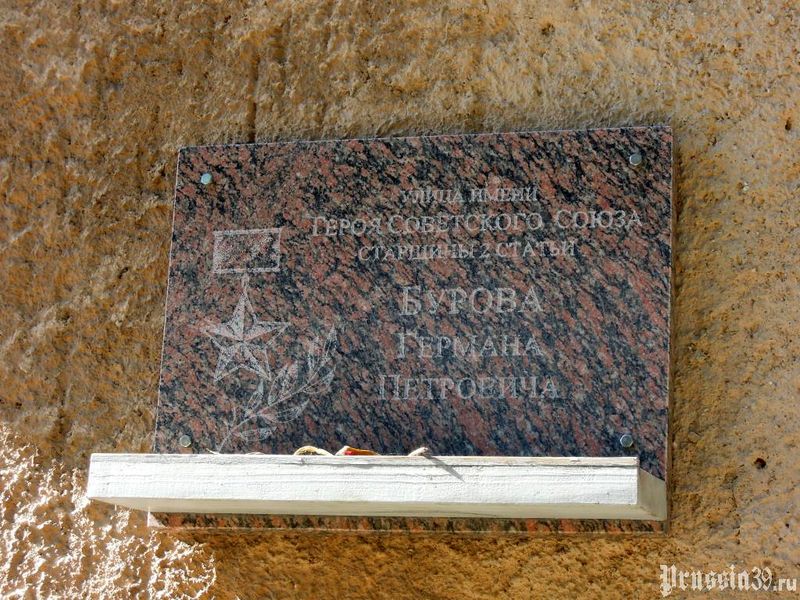 УЛИЦА ИМЕНИ
ГЕРОЯ СОВЕТСКОГО СОЮЗА
СТАРШИНЫ 2 СТАТЬИ
БУРОВА
ГЕРМАНА
ПЕТРОВИЧА
Prussia39.ru